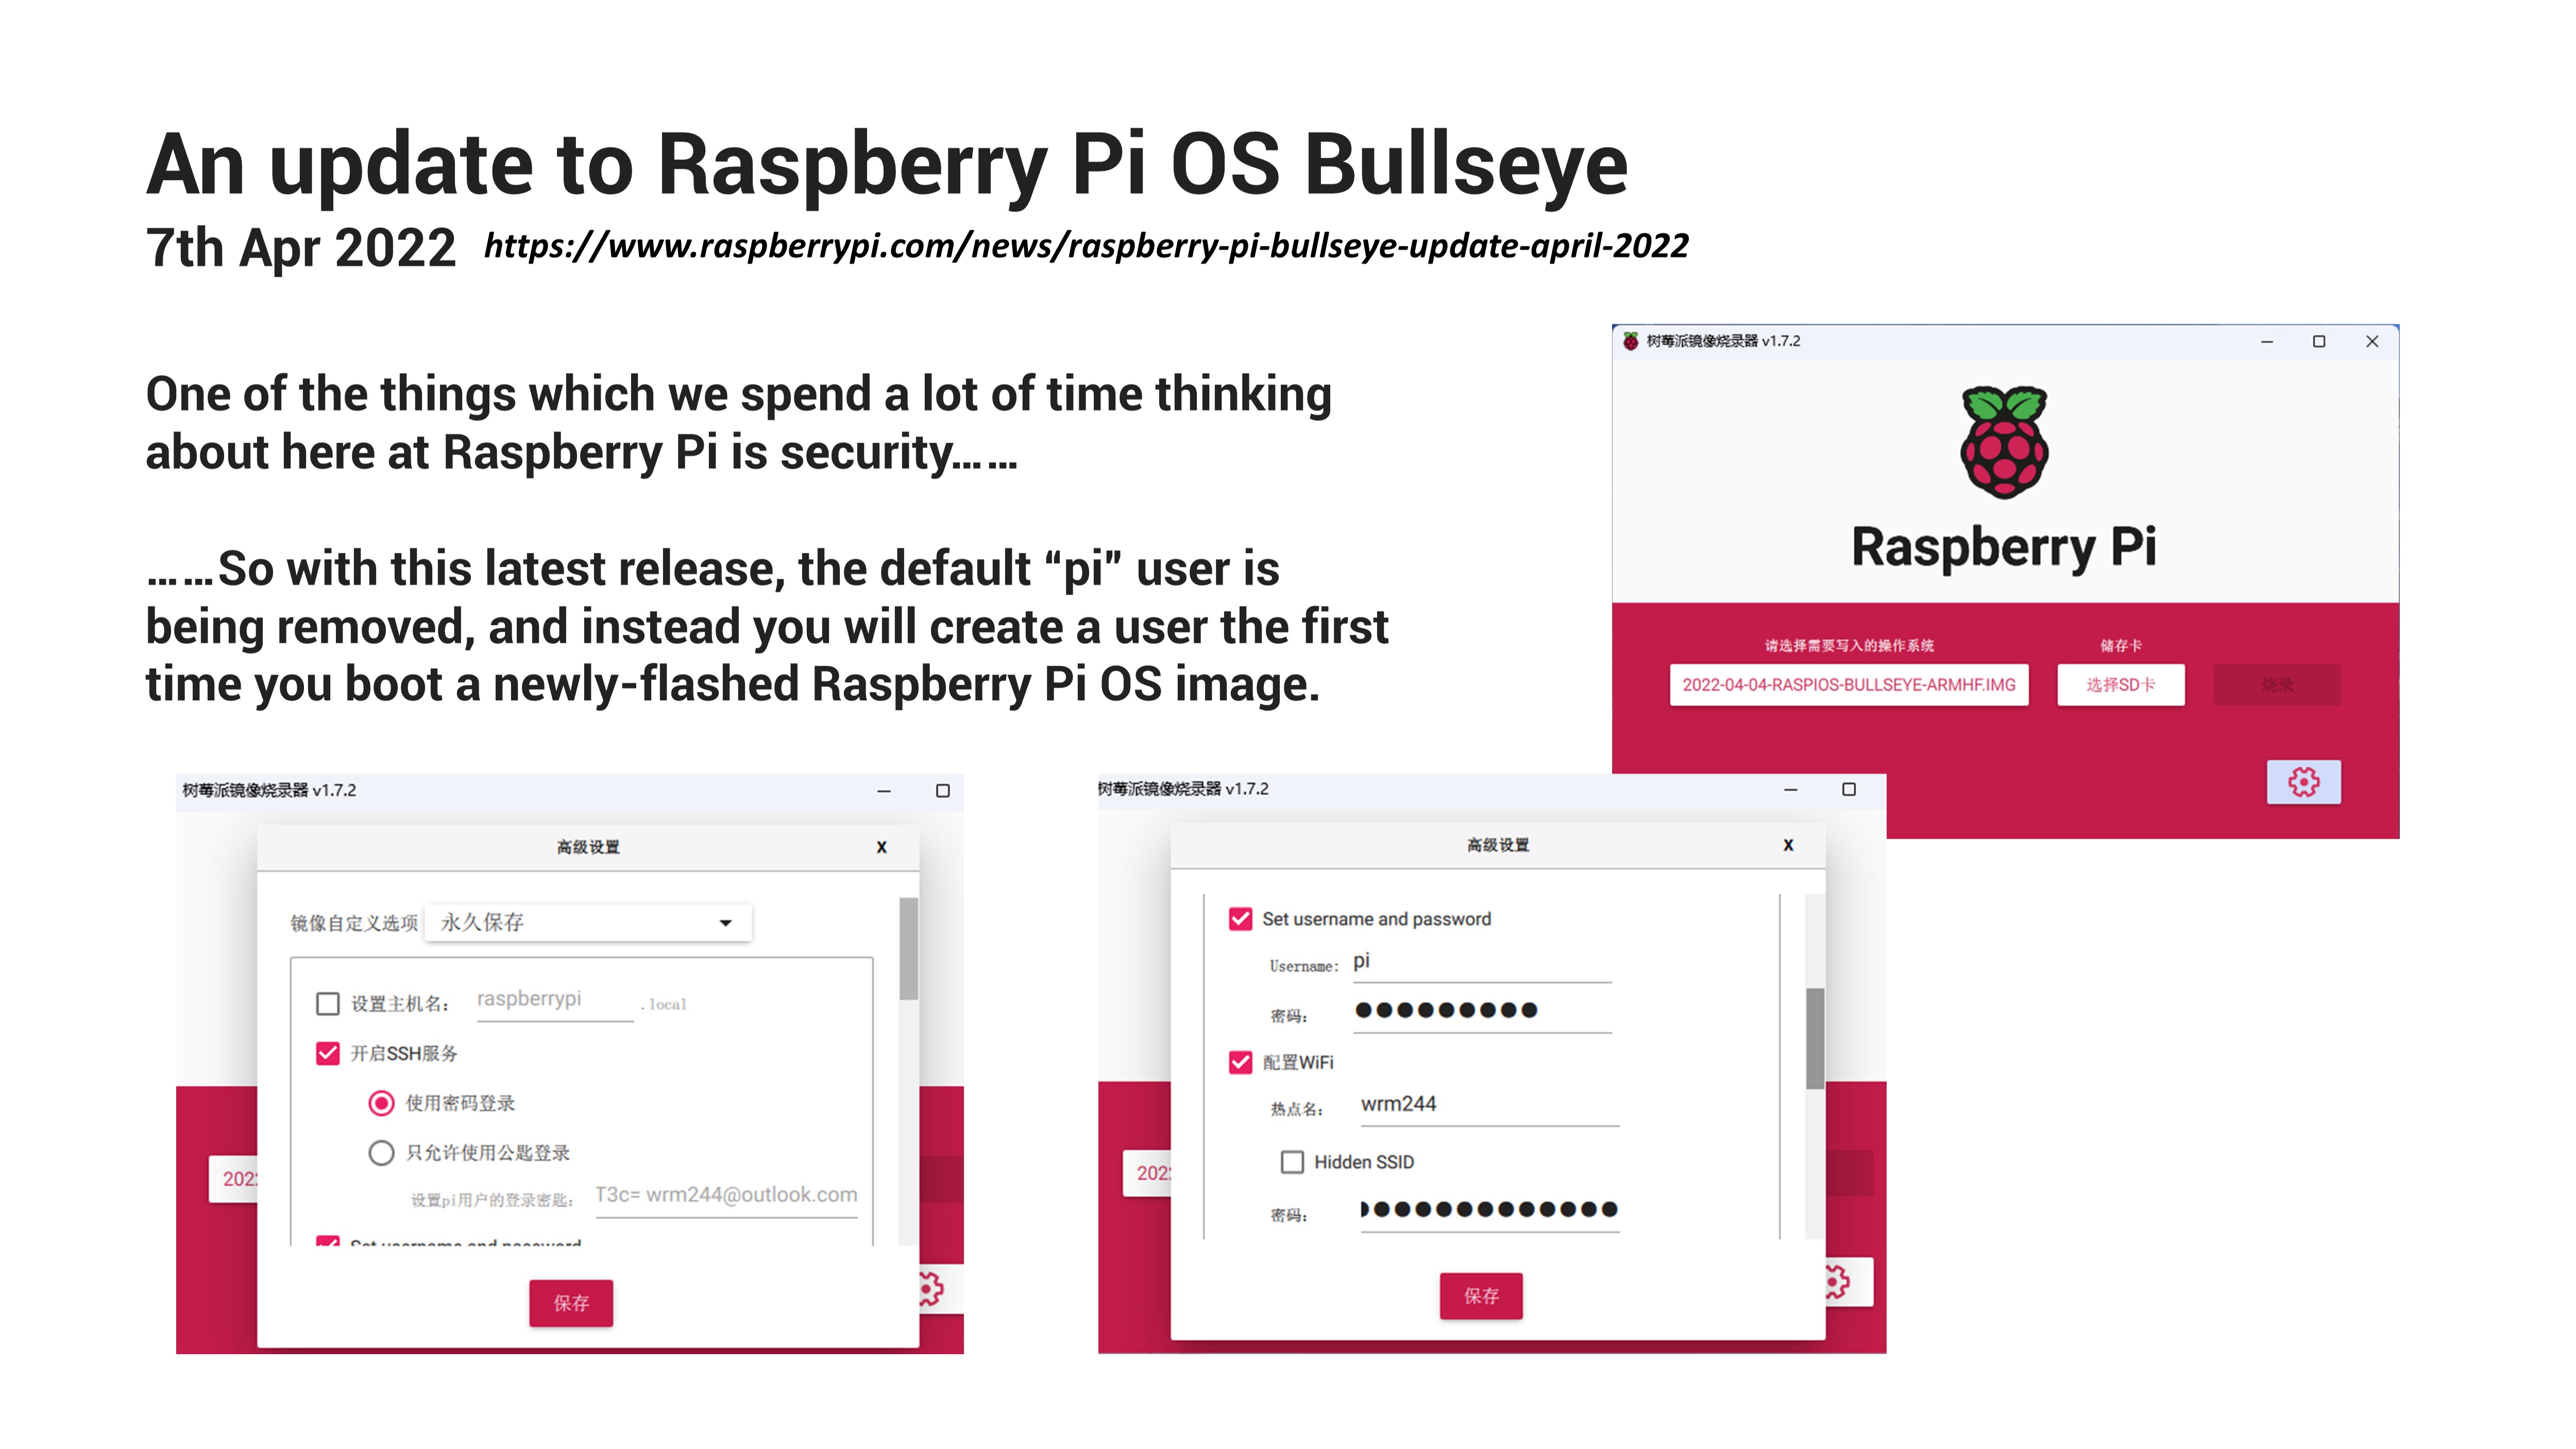 An update to Raspberry Pi OS Bullseye
7th Apr 2022 https://www.raspberrypi.com/news/raspberry-pi-bullseye-update-april-2022
One of the things which we spend a lot of time thinking
about here at Raspberry Pi is security……
……So with this latest release, the default “pi” user is
being removed, and instead you will create a user the first
time you boot a newly-flashed Raspberry Pi OS image.
树莓派镜像烧录器 v1.7.2
Raspberry Pi
请选择需要写入的操作系统
储存卡
2022-04-04-RASPIOS-BULLSEYE-ARMHF.IMG
选择SD卡
烧录
树莓派镜像烧录器 v1.7.2
高级设置
X
镜像自定义选项
永久保存
设置主机名:
raspberrypi
.local
开启SSH服务
使用密码登录
只允许使用公匙登录
设置pi用户的登录密匙:
T3c= wrm244@outlook.com
Set username and password
保存
202
树莓派镜像烧录器 v1.7.2
高级设置
X
Set username and password
Username:
pi
密码:
●●●●●●●●●
配置WiFi
热点名:
wrm244
Hidden SSID
密码:
●●●●●●●●●●●●●
保存
202